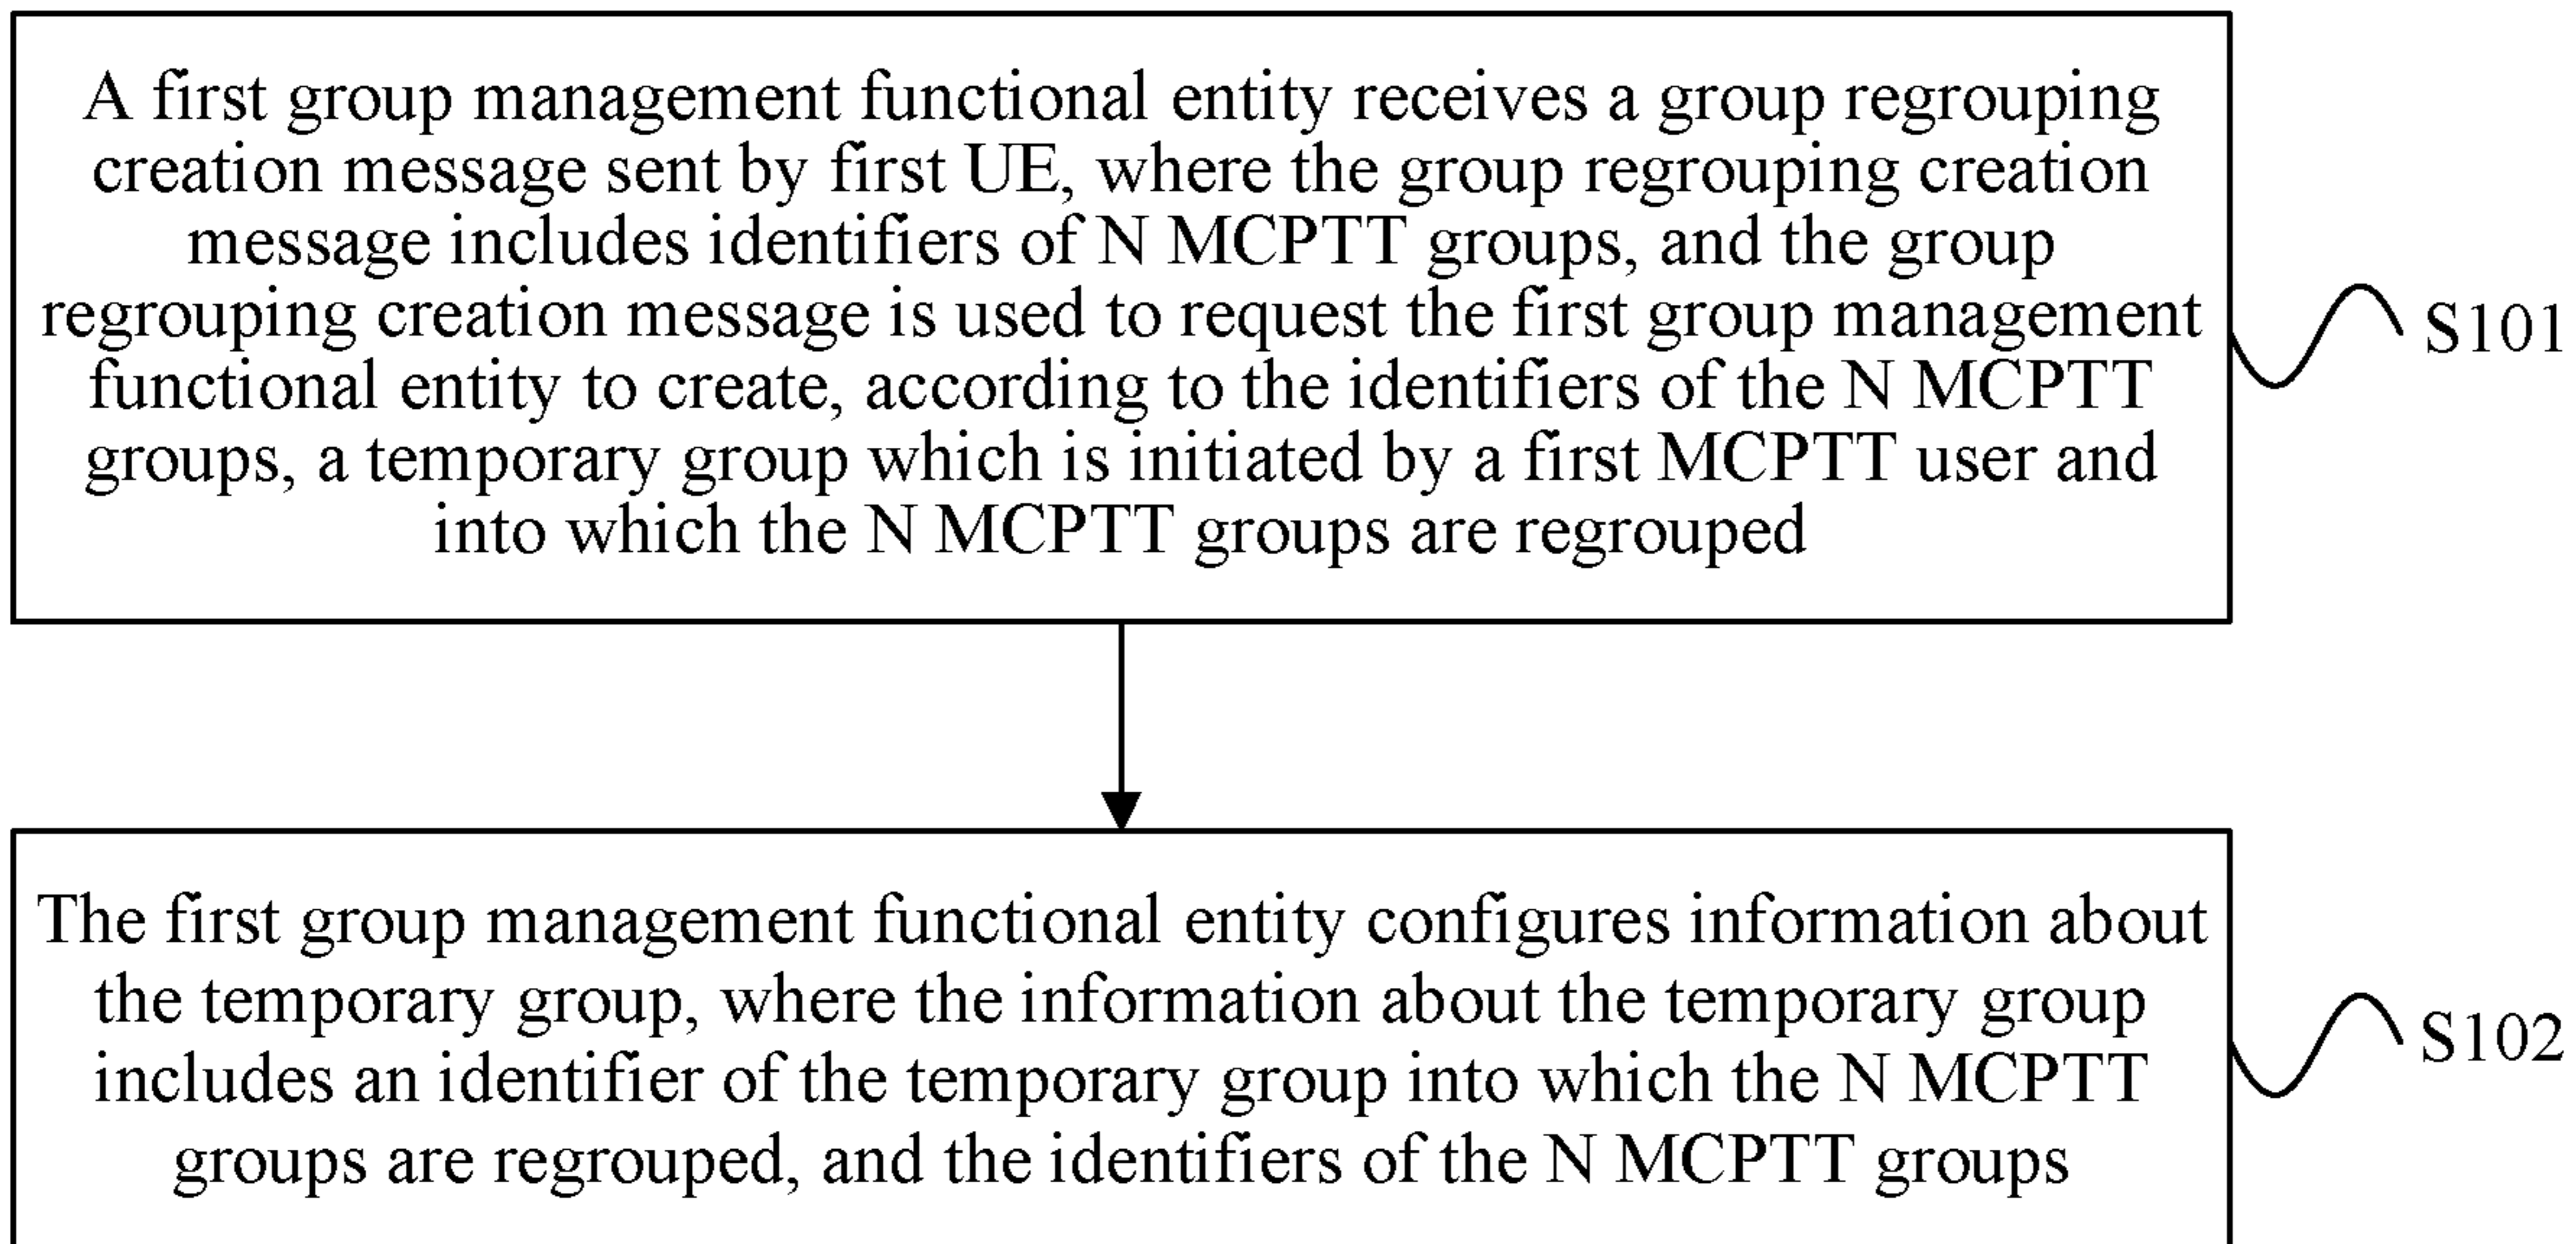 A first group management functional entity receives a group regrouping
creation message sent by first UE, where the group regrouping creation
message includes identifiers of N MCPTT groups, and the group
regrouping creation message is used to request the first group management
functional entity to create, according to the identifiers of the N MCPTT
groups, a temporary group which is initiated by a first MCPTT user and
into which the N MCPTT groups are regrouped
S101
The first group management functional entity configures information about
the temporary group, where the information about the temporary group
includes an identifier of the temporary group into which the N MCPTT
groups are regrouped, and the identifiers of the N MCPTT groups
S102